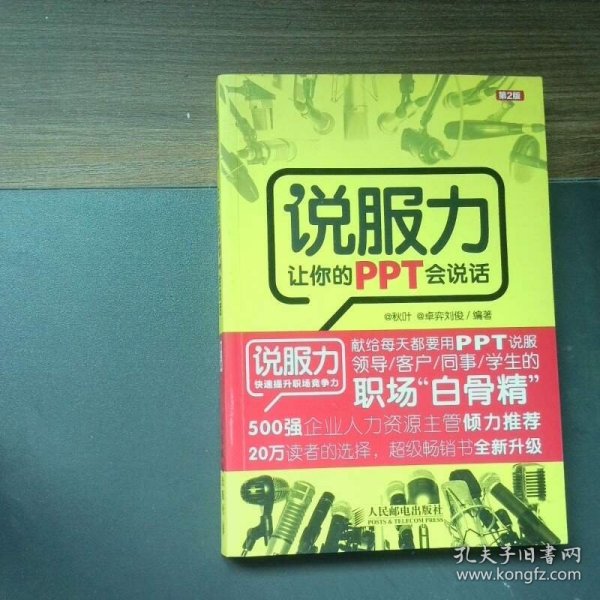 第2版
说服力
让你的PPT会说话
@秋叶 @卓弈刘俊/编著
说服力
快速提升职场竞争力
献给每天都要用PPT说服
领导/客户/同事/学生的
职场“白骨精”
500强企业人力资源主管倾力推荐
20万读者的选择，超级畅销书全新升级
人民邮电出版社
POSTS & TELECOM PRESS
孔夫子旧书网
www.kongfz.com